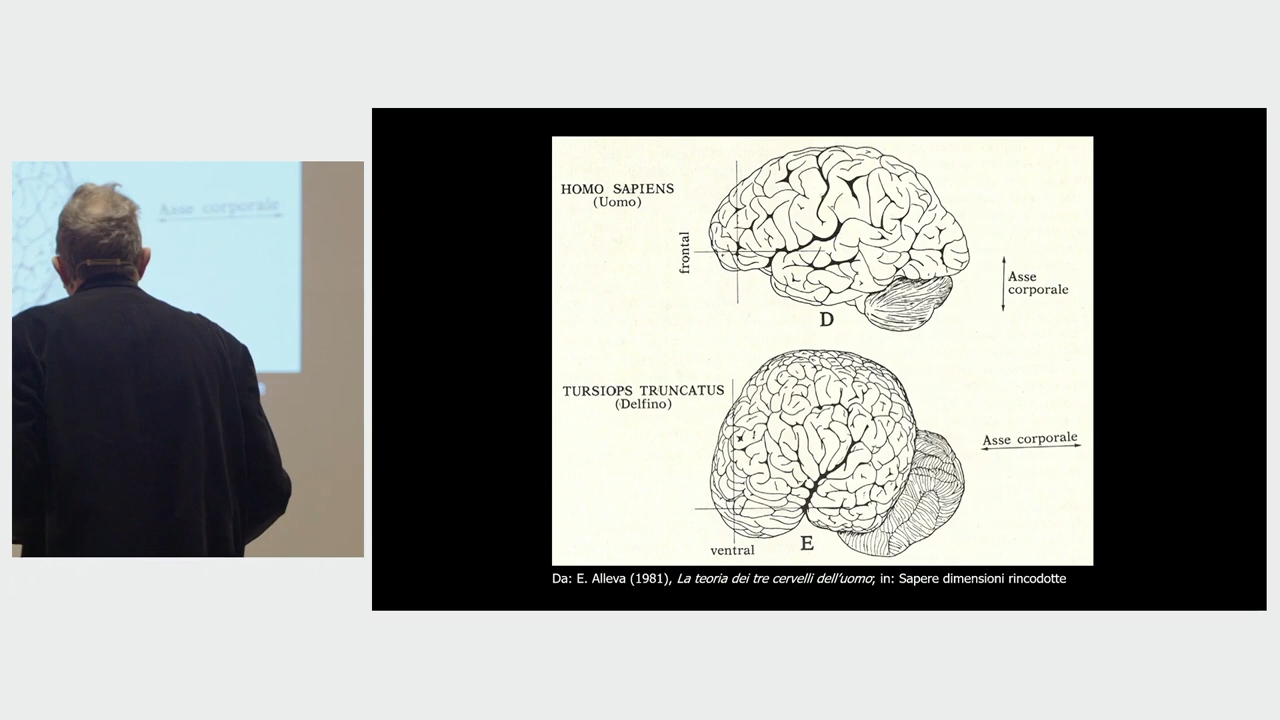 Asse corporale
HOMO SAPIENS
(Uomo)
frontal
Asse
corporale
D
TURSIOPS TRUNCATUS
(Delfino)
Asse corporale
ventral
E
Da: E. Alleva (1981), La teoria dei tre cervelli dell'uomo; in: Sapere dimensioni rincodotte